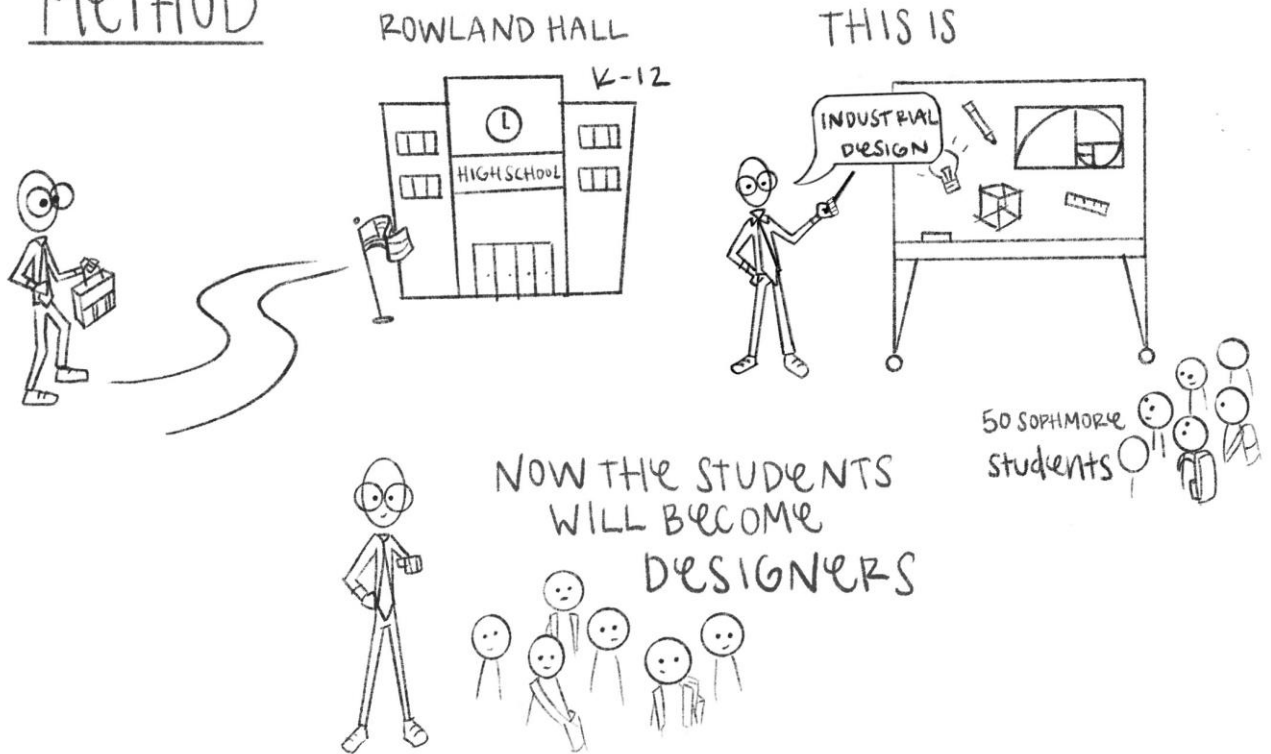 METHOD
ROWLAND HALL
K-12
HIGHSCHOOL
THIS IS
INDUSTRIAL
DESIGN
50 SOPHMORE
students
NOW THE STUDENTS
WILL BECOME
DESIGNERS